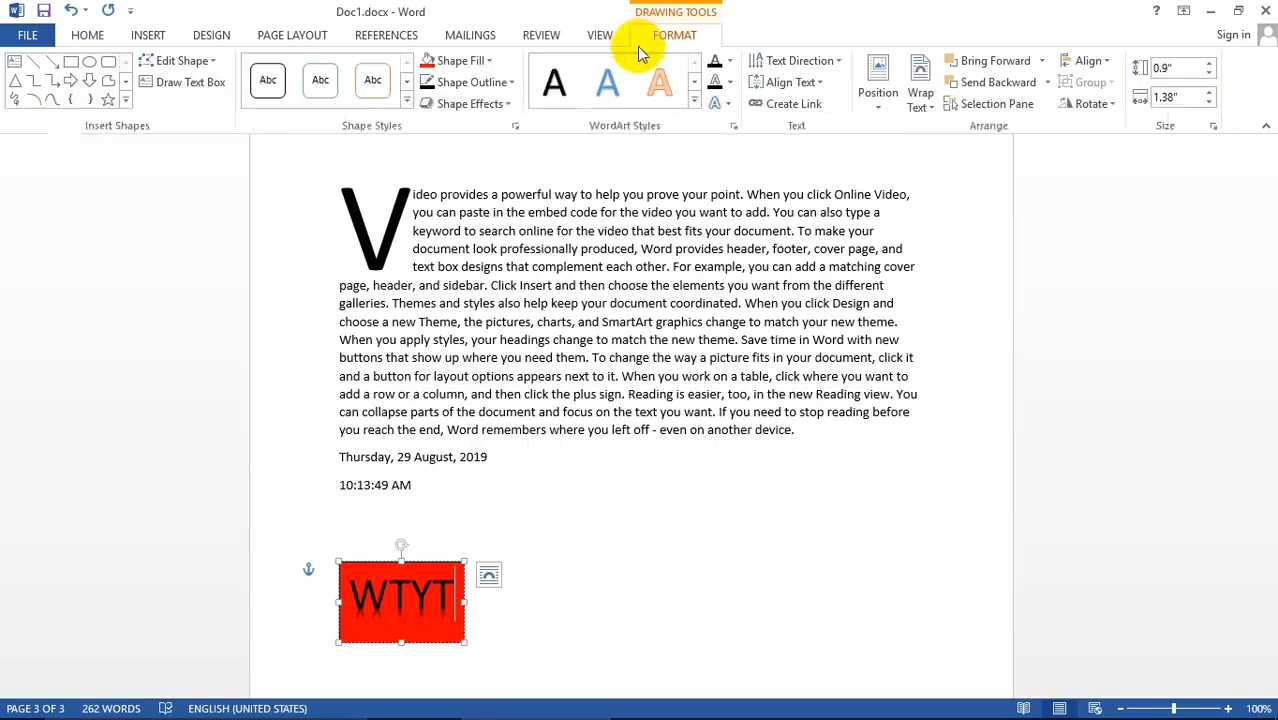 Doc1.docx - Word
DRAWING TOOLS
?
FILE
HOME
INSERT
DESIGN
PAGE LAYOUT
REFERENCES
MAILINGS
REVIEW
VIEW
FORMAT
Sign in
Edit Shape
Draw Text Box
Insert Shapes
Abc
Abc
Abc
Shape Fill
Shape Outline
Shape Effects
Shape Styles
A
A
A
A
A
A
WordArt Styles
Text Direction
Align Text
Create Link
Text
Position
Wrap
Text
Bring Forward
Send Backward
Selection Pane
Align
Group
Rotate
Arrange
0.9"
1.38"
Size
Video provides a powerful way to help you prove your point. When you click Online Video,
you can paste in the embed code for the video you want to add. You can also type a
keyword to search online for the video that best fits your document. To make your
document look professionally produced, Word provides header, footer, cover page, and
text box designs that complement each other. For example, you can add a matching cover
page, header, and sidebar. Click Insert and then choose the elements you want from the different
galleries. Themes and styles also help keep your document coordinated. When you click Design and
choose a new Theme, the pictures, charts, and SmartArt graphics change to match your new theme.
When you apply styles, your headings change to match the new theme. Save time in Word with new
buttons that show up where you need them. To change the way a picture fits in your document, click it
and a button for layout options appears next to it. When you work on a table, click where you want to
add a row or a column, and then click the plus sign. Reading is easier, too, in the new Reading view. You
can collapse parts of the document and focus on the text you want. If you need to stop reading before
you reach the end, Word remembers where you left off - even on another device.
Thursday, 29 August, 2019
10:13:49 AM
WTYT
PAGE 3 OF 3
262 WORDS
ENGLISH (UNITED STATES)
100%